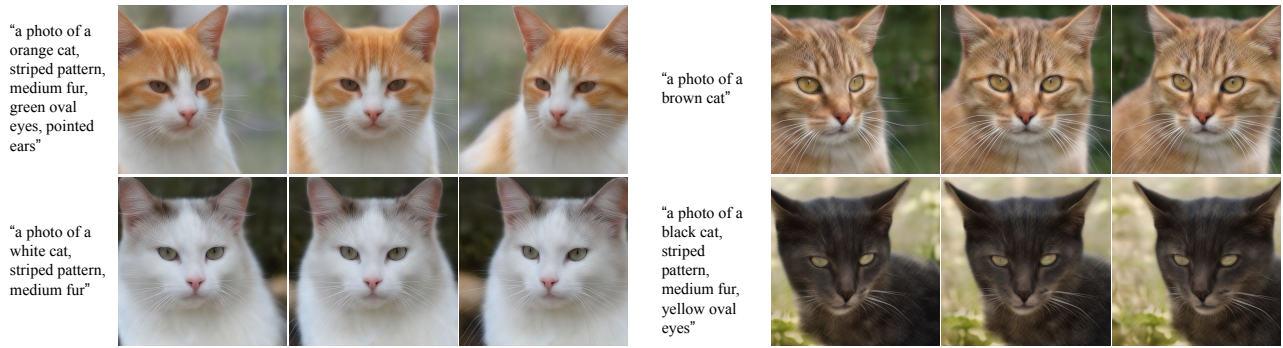 “a photo of a
orange cat,
striped pattern,
medium fur,
green oval
eyes, pointed
ears”
“a photo of a
brown cat”
“a photo of a
white cat,
striped pattern,
medium fur”
“a photo of a
black cat,
striped
pattern,
medium fur,
yellow oval
eyes”